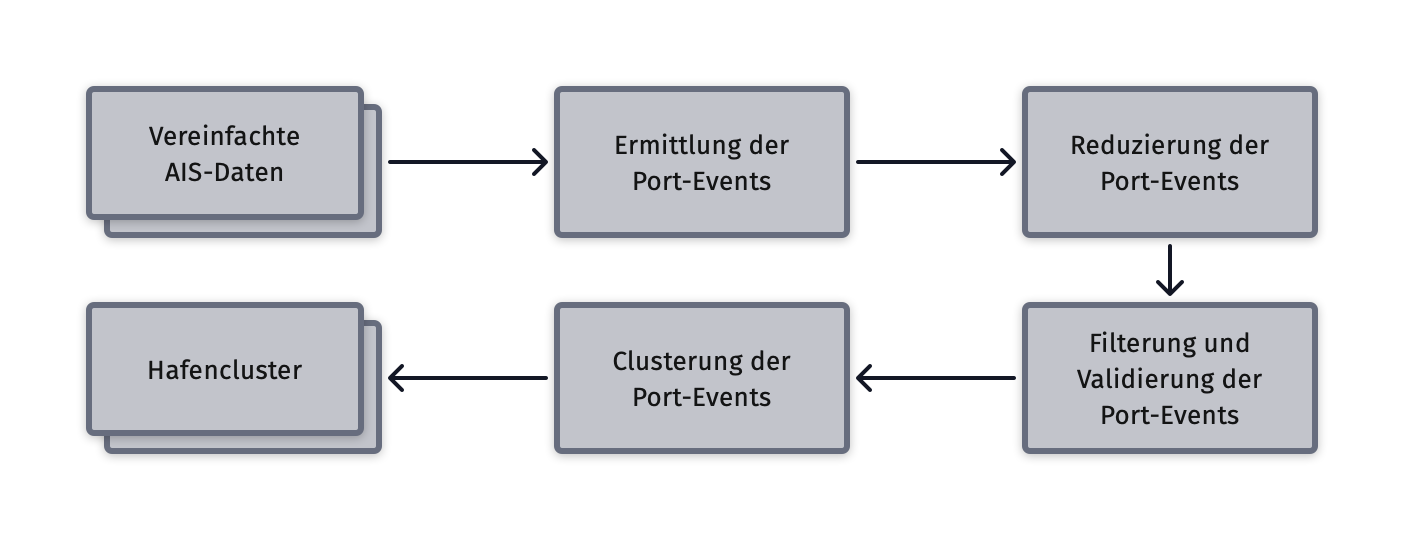 Vereinfachte
AIS-Daten
Ermittlung der
Port-Events
Reduzierung der
Port-Events
Filterung und
Validierung der
Port-Events
Clusterung der
Port-Events
Hafencluster